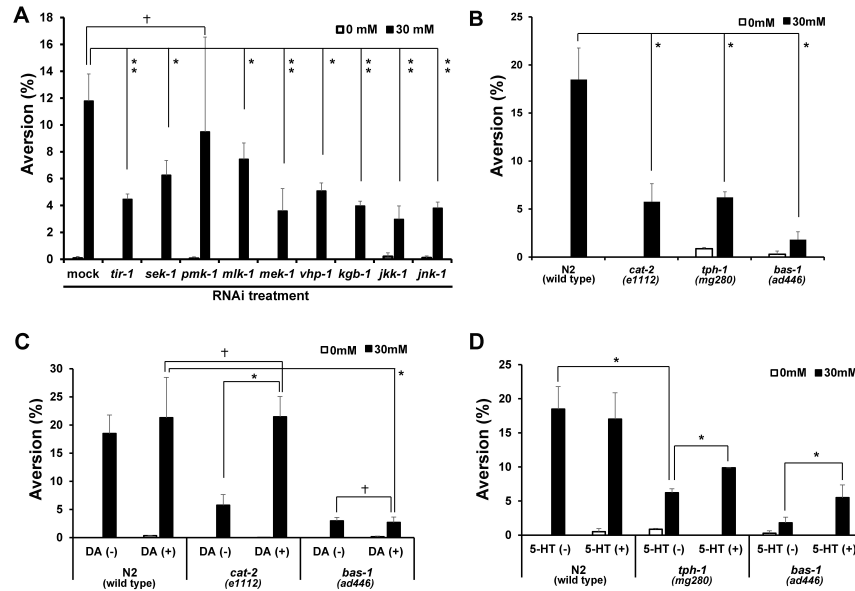 A
0 mM 30 mM
Aversion (%)
18
16
14
12
10
8
6
4
2
0
†
* * * * * * * * * * * * *
mock tir-1 sek-1 pmk-1 mlk-1 mek-1 vhp-1 kgb-1 jkk-1 jnk-1
RNAi treatment
B
0mM 30mM
Aversion (%)
25
20
15
10
5
0
* * *
N2 cat-2 tph-1 bas-1
(wild type) (e1112) (mg280) (ad446)
C
0mM 30mM
Aversion (%)
30
25
20
15
10
5
0
†
* *
†
DA (-) DA (+) DA (-) DA (+) DA (-) DA (+)
N2 cat-2 bas-1
(wild type) (e1112) (ad446)
D
0mM 30mM
Aversion (%)
25
20
15
10
5
0
*
* *
5-HT (-) 5-HT (+) 5-HT (-) 5-HT (+) 5-HT (-) 5-HT (+)
N2 tph-1 bas-1
(wild type) (mg280) (ad446)